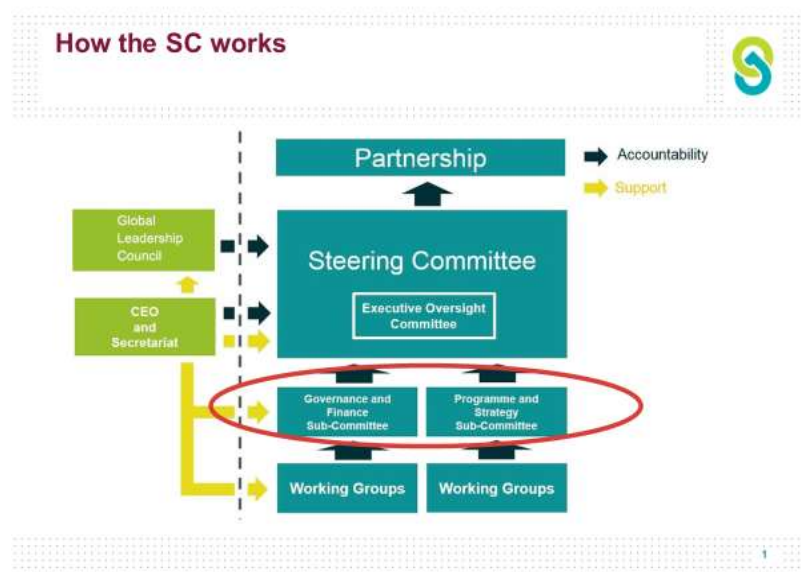 How the SC works
Partnership
Accountability
Support
Global
Leadership
Council
Steering Committee
Executive Oversight
Committee
CEO
and
Secretariat
Governance and
Finance
Sub-Committee
Programme and
Strategy
Sub-Committee
Working Groups
Working Groups
1